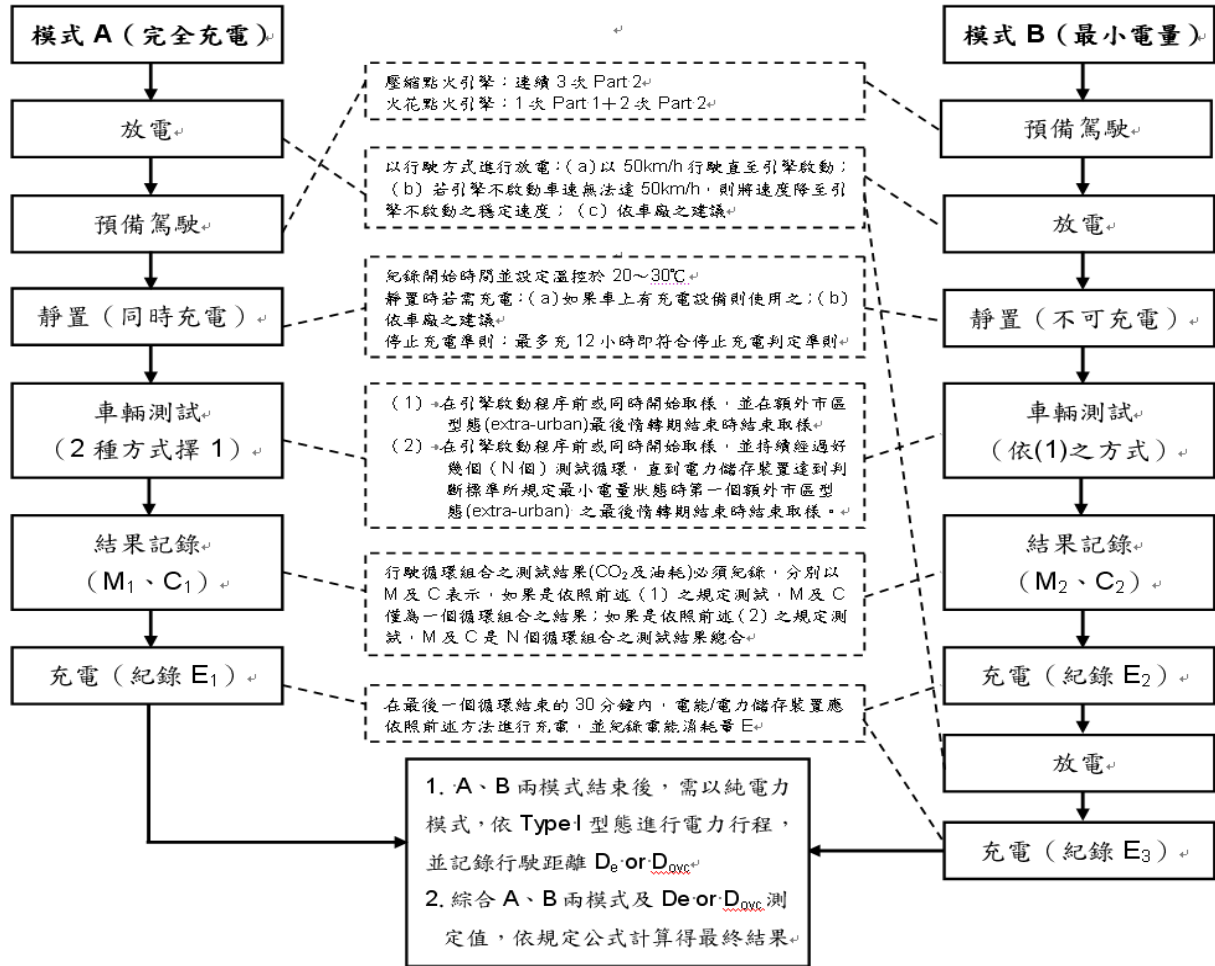 模式 A（完全充電）
放電
預備駕駛
靜置（同時充電）
車輛測試
（2 種方式擇 1）
結果記錄
（M₁、C₁）
充電（紀錄 E₁）
壓縮點火引擎：連續 3 次 Part 2
火花點火引擎：1 次 Part 1＋2 次 Part 2
以行駛方式進行放電：(a)以 50km/h 行駛直至引擎啟動；
(b) 若引擎不啟動車速無法達 50km/h，則將速度降至引
擎不啟動之穩定速度； (c) 依車廠之建議
紀錄開始時間並設定溫控於 20～30℃
靜置時若需充電：(a)如果車上有充電設備則使用之；(b)
依車廠之建議
停止充電準則：最多充 12 小時即符合停止充電判定準則
(1) 在引擎啟動程序前或同時開始取樣，並在額外市區
型態(extra-urban)最後惰轉期結束時結束取樣
(2) 在引擎啟動程序前或同時開始取樣，並持續經過好
幾個（N 個）測試循環，直到電力儲存裝置達到判
斷標準所規定最小電量狀態時第一個額外市區型
態(extra-urban) 之最後惰轉期結束時結束取樣。
行駛循環組合之測試結果(CO₂及油耗)必須紀錄，分別以
M 及 C 表示，如果是依照前述 (1) 之規定測試，M 及 C
僅為一個循環組合之結果；如果是依照前述 (2) 之規定測
試，M 及 C 是 N 個循環組合之測試結果總合
在最後一個循環結束的 30 分鐘內，電能/電力儲存裝置應
依照前述方法進行充電，並紀錄電能消耗量 E
模式 B（最小電量）
預備駕駛
放電
靜置（不可充電）
車輛測試
（依(1)之方式）
結果記錄
（M₂、C₂）
充電（紀錄 E₂）
放電
充電（紀錄 E₃）
1. A、B 兩模式結束後，需以純電力
模式，依 Type I 型態進行電力行程，
並記錄行駛距離 Dₑ or D_ovc
2. 綜合 A、B 兩模式及 De or D_ovc 測
定值，依規定公式計算得最終結果